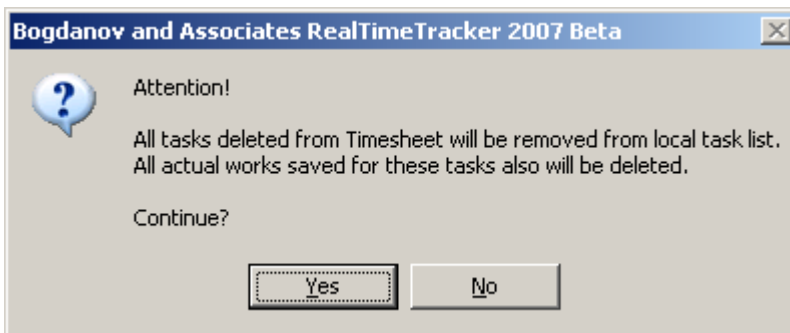 Bogdanov and Associates RealTimeTracker 2007 Beta
Attention!
All tasks deleted from Timesheet will be removed from local task list.
All actual works saved for these tasks also will be deleted.
Continue?
Yes
No